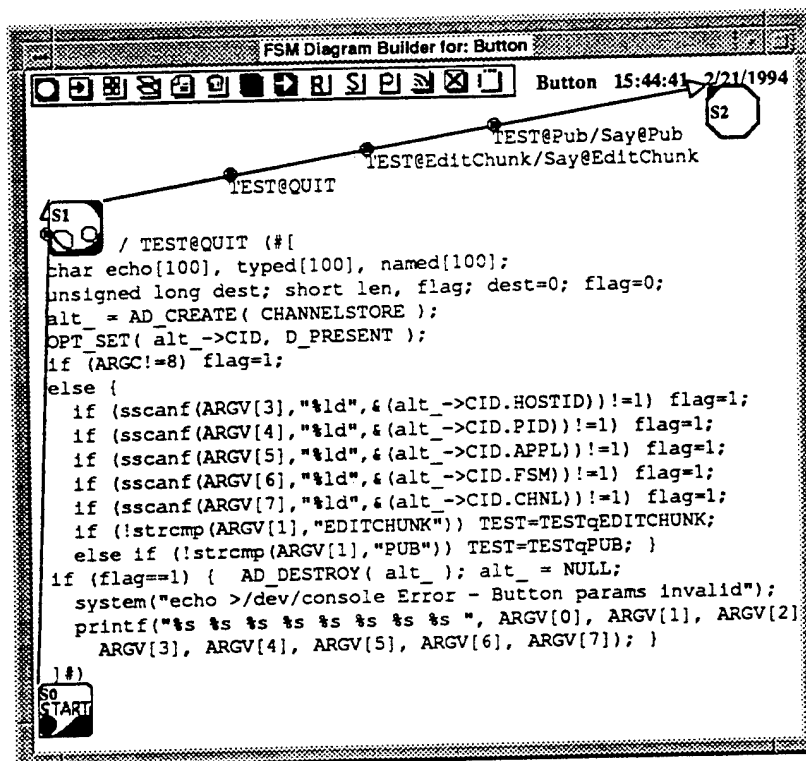 FSM Diagram Builder for: Button
R S P Button 15:44:41 2/21/1994
S2
TEST@Pub/Say@Pub
TEST@EditChunk/Say@EditChunk
TEST@QUIT
S1
/ TEST@QUIT (#[
char echo[100], typed[100], named[100];
unsigned long dest; short len, flag; dest=0; flag=0;
alt_ = AD_CREATE( CHANNELSTORE );
OPT_SET( alt_->CID, D_PRESENT );
if (ARGC!=8) flag=1;
else {
if (sscanf(ARGV[3],"%ld",&(alt_->CID.HOSTID))!=1) flag=1;
if (sscanf(ARGV[4],"%ld",&(alt_->CID.PID))!=1) flag=1;
if (sscanf(ARGV[5],"%ld",&(alt_->CID.APPL))!=1) flag=1;
if (sscanf(ARGV[6],"%ld",&(alt_->CID.FSM))!=1) flag=1;
if (sscanf(ARGV[7],"%ld",&(alt_->CID.CHNL))!=1) flag=1;
if (!strcmp(ARGV[1],"EDITCHUNK")) TEST=TESTqEDITCHUNK;
else if (!strcmp(ARGV[1],"PUB")) TEST=TESTqPUB; }
if (flag==1) { AD_DESTROY( alt_ ); alt_ = NULL;
system("echo >/dev/console Error - Button params invalid");
printf("%s %s %s %s %s %s %s %s ", ARGV[0], ARGV[1], ARGV[2]
ARGV[3], ARGV[4], ARGV[5], ARGV[6], ARGV[7]); }
]#)
S0
START